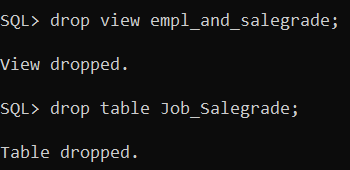 SQL> drop view empl_and_salegrade;
View dropped.
SQL> drop table Job_Salegrade;
Table dropped.